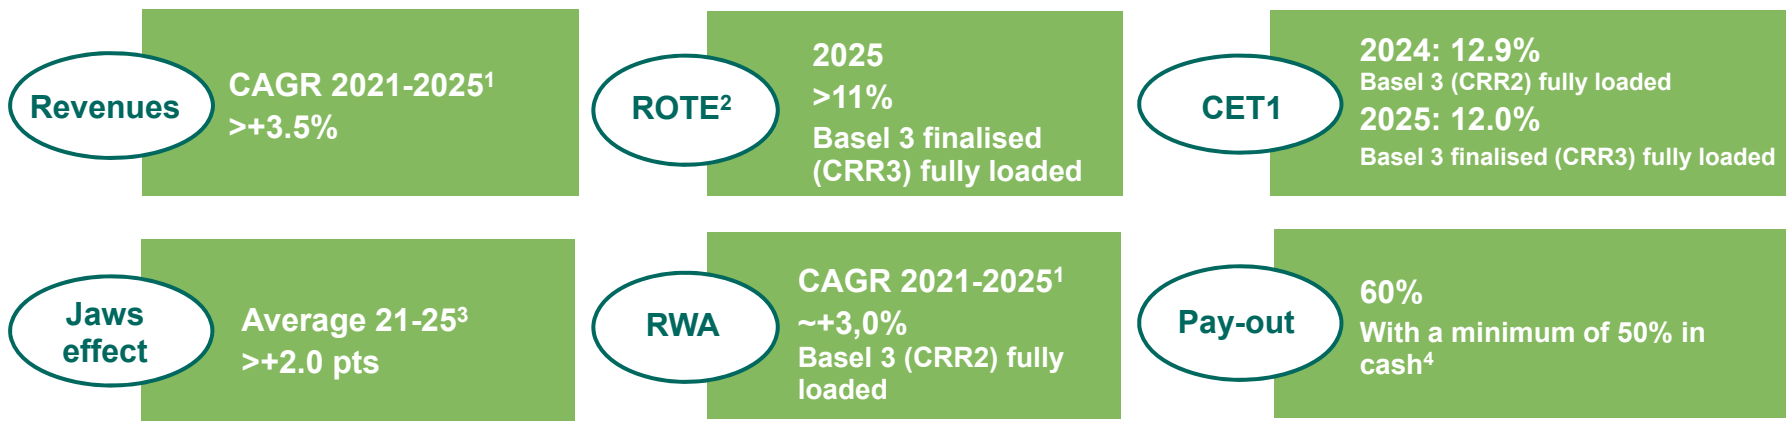 Revenues
CAGR 2021-2025¹
>+3.5%
ROTE²
2025
>11%
Basel 3 finalised
(CRR3) fully loaded
CET1
2024: 12.9%
Basel 3 (CRR2) fully loaded
2025: 12.0%
Basel 3 finalised (CRR3) fully loaded
Jaws
effect
Average 21-25³
>+2.0 pts
RWA
CAGR 2021-2025¹
~+3,0%
Basel 3 (CRR2) fully
loaded
Pay-out
60%
With a minimum of 50% in
cash⁴